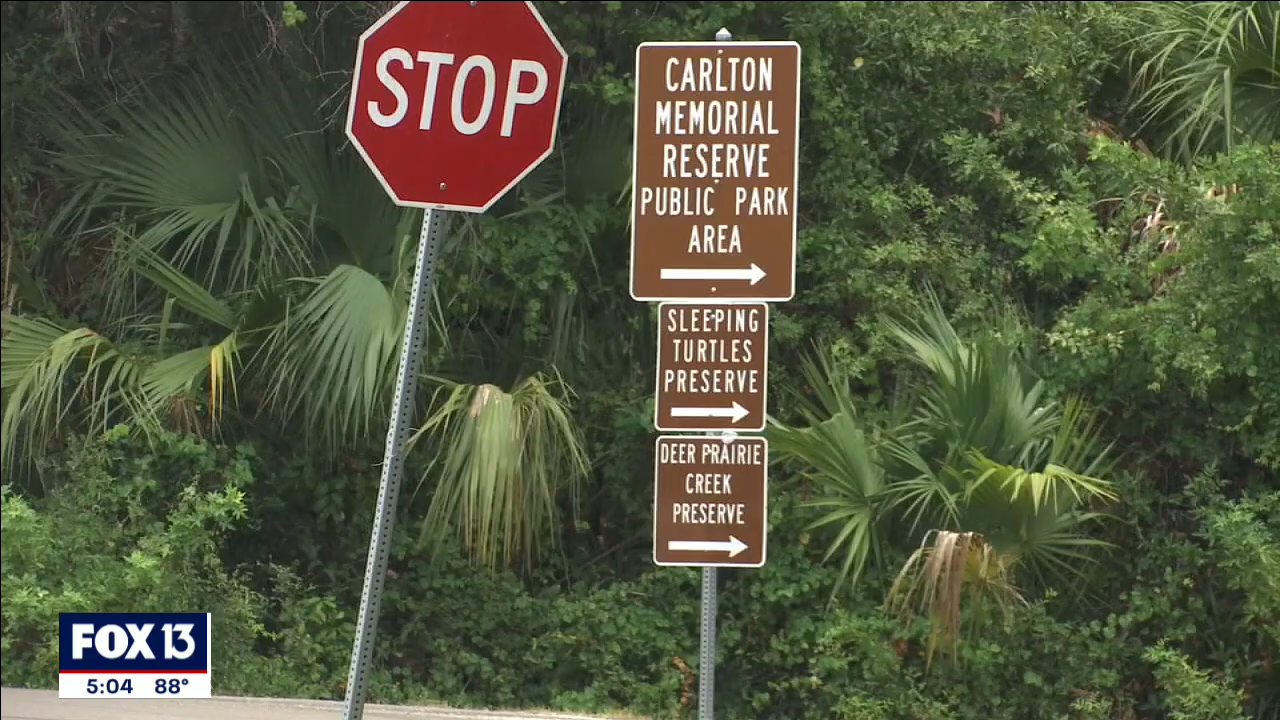 STOP
CARLTON
MEMORIAL
RESERVE
PUBLIC PARK
AREA
SLEEPING
TURTLES
PRESERVE
DEER PRAIRIE
CREEK
PRESERVE
FOX 13
5:04 88°